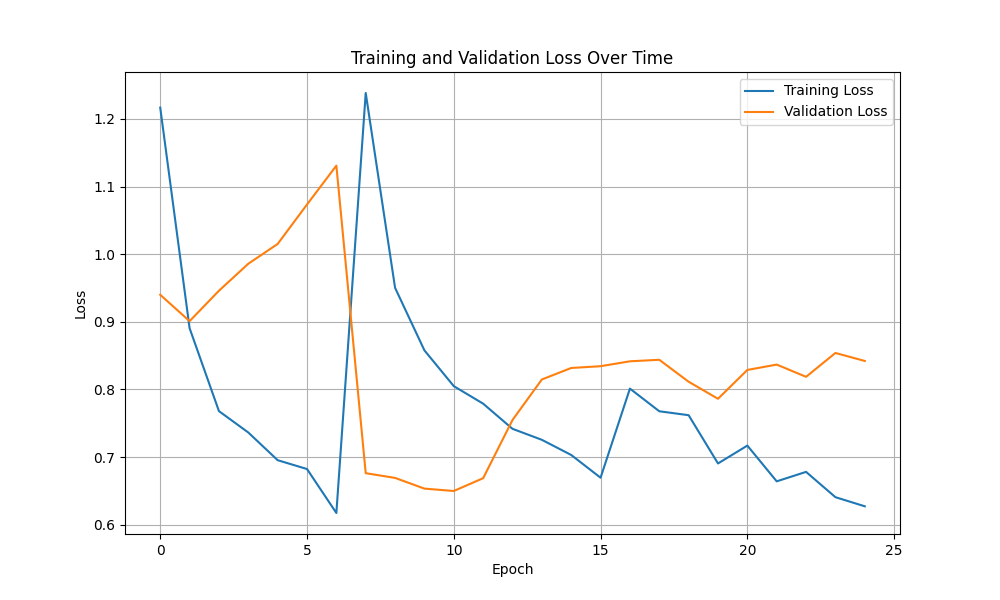 Training and Validation Loss Over Time
Training Loss
Validation Loss
Loss
1.2
1.1
1.0
0.9
0.8
0.7
0.6
0
5
10
15
20
25
Epoch